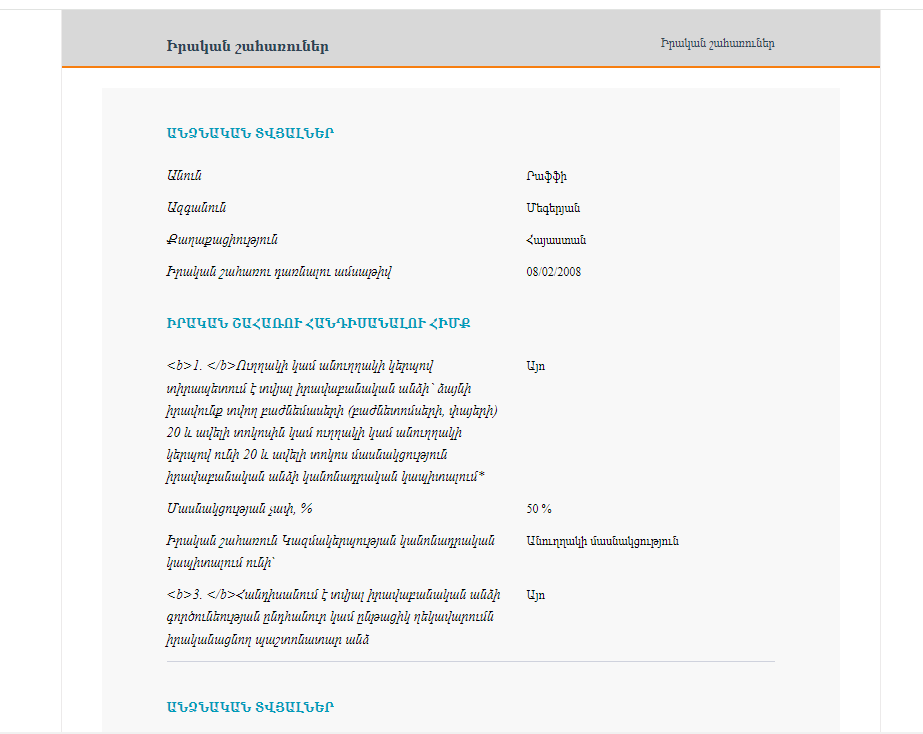 Իրական շահառուներ
Իրական շահառուներ
ԱՆՁՆԱԿԱՆ ՏՎՅԱԼՆԵՐ
Անուն
Րաֆֆի
Ազգանուն
Մեգերյան
Քաղաքացիություն
Հայաստան
Իրական շահառու դառնալու ամսաթիվ
08/02/2008
ԻՐԱԿԱՆ ՇԱՀԱՌՈՒ ՀԱՆԴԻՍԱՆԱԼՈՒ ՀԻՄՔ
<b>1. </b>Ուղղակի կամ անուղղակի կերպով
Այո
տիրապետում է տվյալ իրավաբանական անձի` ձայնի
իրավունք տվող բաժնեմասերի (բաժնետոմսերի, փայերի)
20 և ավելի տոկոսին կամ ուղղակի կամ անուղղակի
կերպով ունի 20 և ավելի տոկոս մասնակցություն
իրավաբանական անձի կանոնադրական կապիտալում*
Մասնակցության չափ, %
50 %
Իրական շահառուն Կազմակերպության կանոնադրական
Անուղղակի մասնակցություն
կապիտալում ունի`
<b>3. </b>Հանդիսանում է տվյալ իրավաբանական անձի
Այո
գործունեության ընդհանուր կամ ընթացիկ ղեկավարումն
իրականացնող պաշտոնատար անձ
ԱՆՁՆԱԿԱՆ ՏՎՅԱԼՆԵՐ